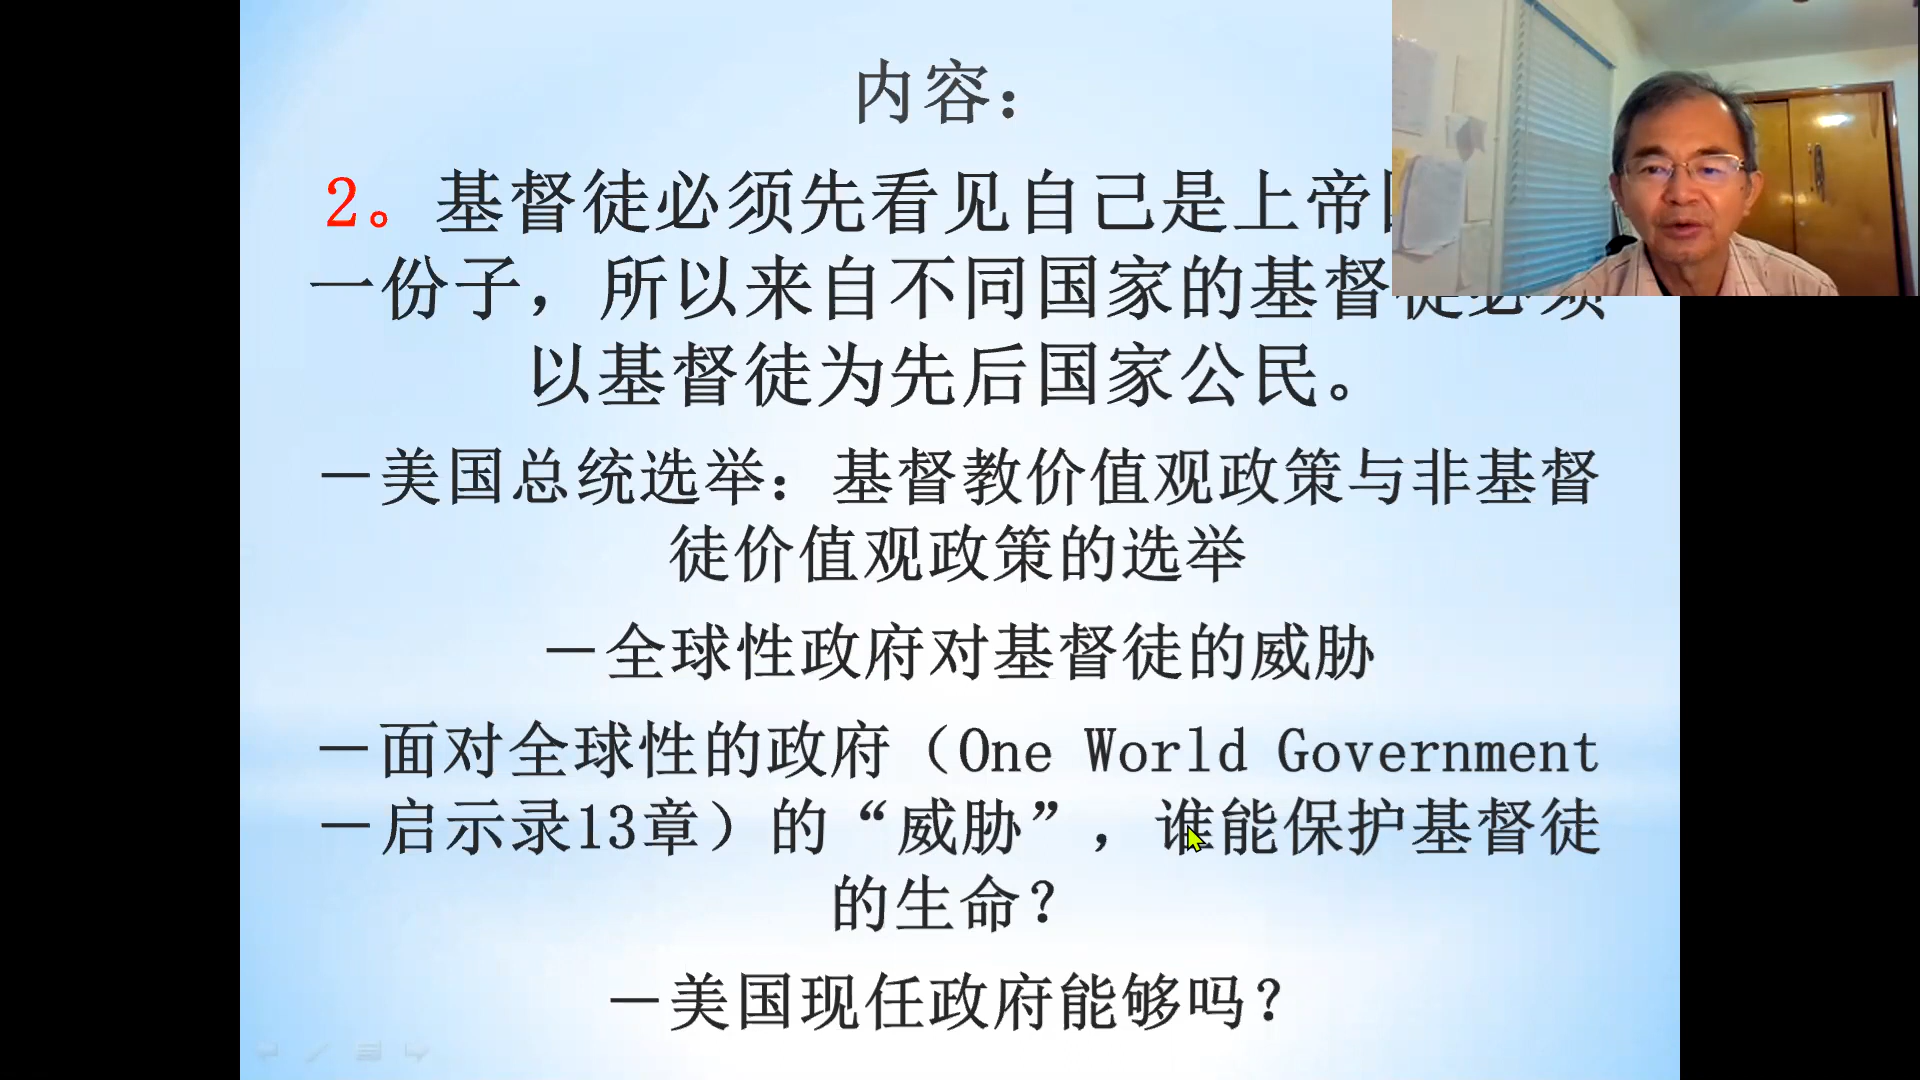 内容：
2。基督徒必须先看见自己是上帝
一份子，所以来自不同国家的基督徒必须
以基督徒为先后国家公民。
－美国总统选举：基督教价值观政策与非基督
徒价值观政策的选举
－全球性政府对基督徒的威胁
－面对全球性的政府（One World Government
－启示录13章）的“威胁”，谁能保护基督徒
的生命？
－美国现任政府能够吗？